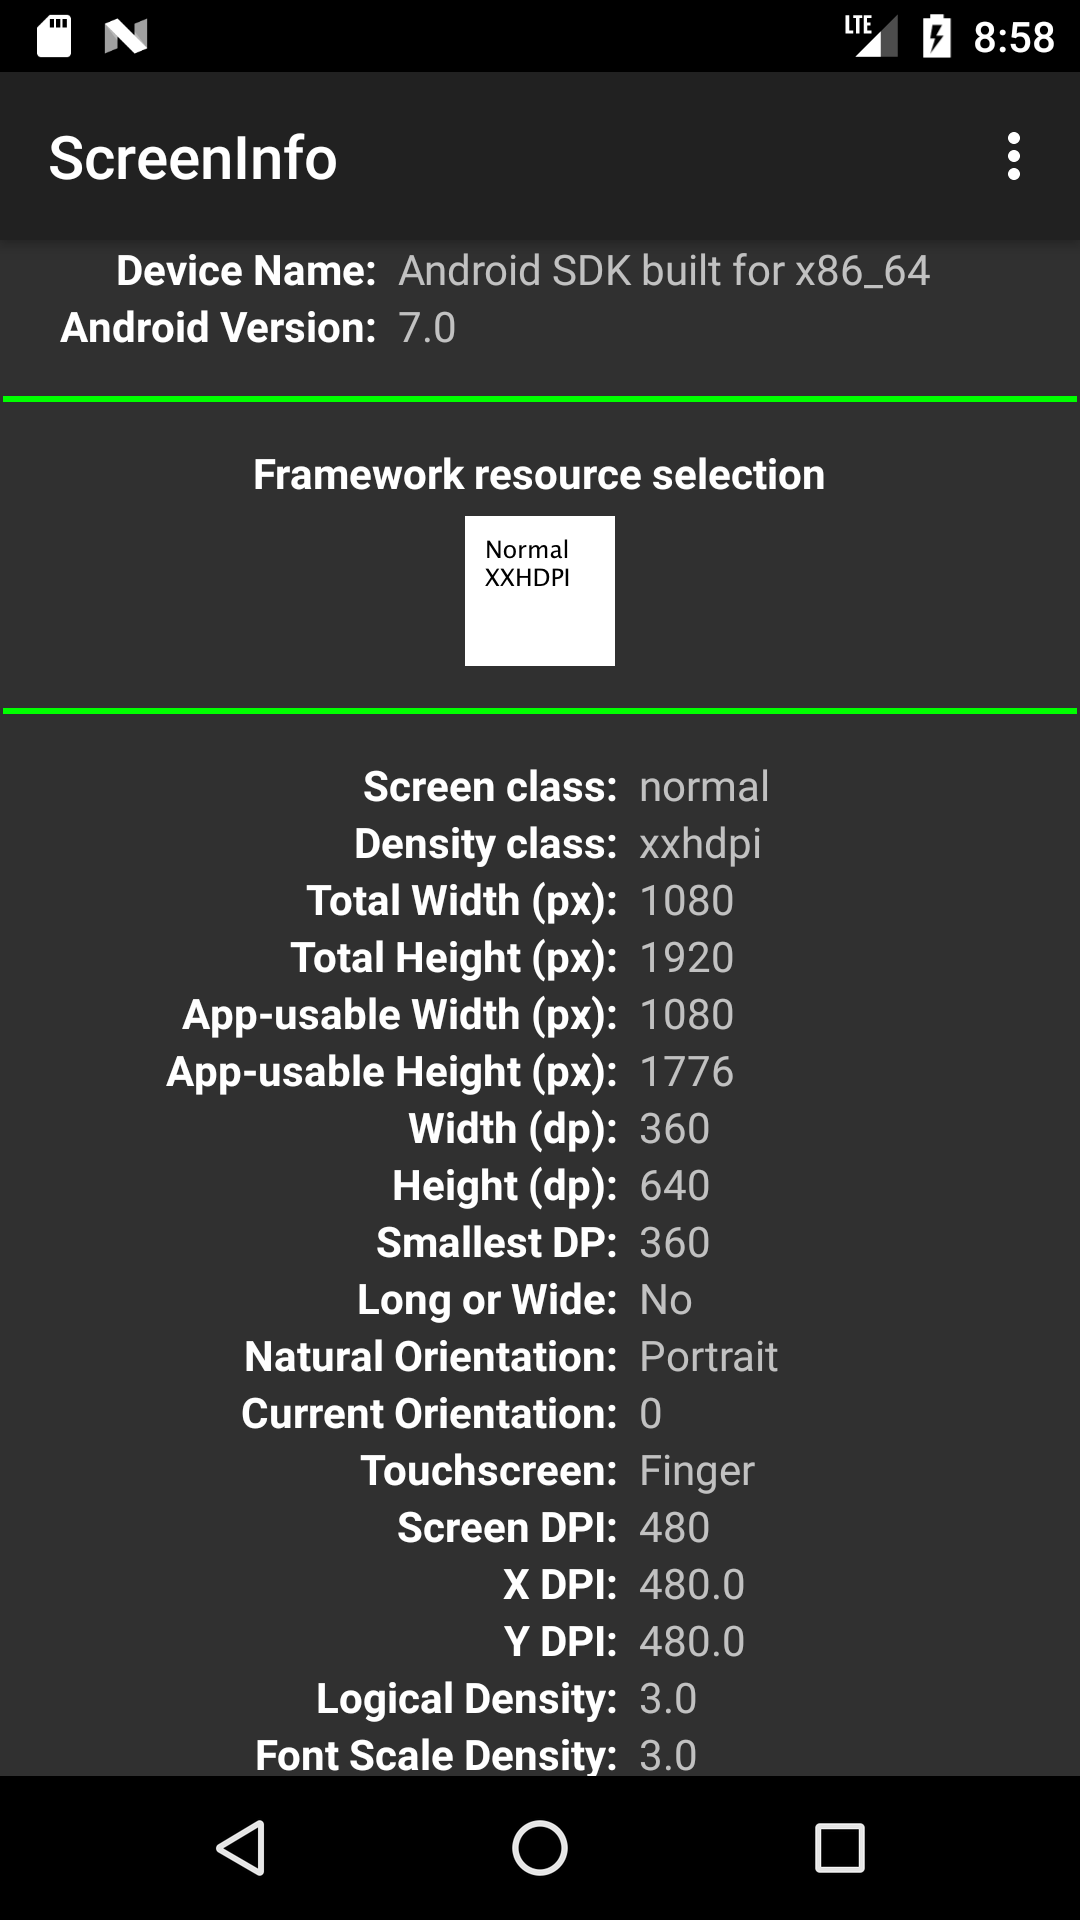 LTE 8:58
ScreenInfo
Device Name: Android SDK built for x86_64
Android Version: 7.0
Framework resource selection
Normal
XXHDPI
Screen class: normal
Density class: xxhdpi
Total Width (px): 1080
Total Height (px): 1920
App-usable Width (px): 1080
App-usable Height (px): 1776
Width (dp): 360
Height (dp): 640
Smallest DP: 360
Long or Wide: No
Natural Orientation: Portrait
Current Orientation: 0
Touchscreen: Finger
Screen DPI: 480
X DPI: 480.0
Y DPI: 480.0
Logical Density: 3.0
Font Scale Density: 3.0